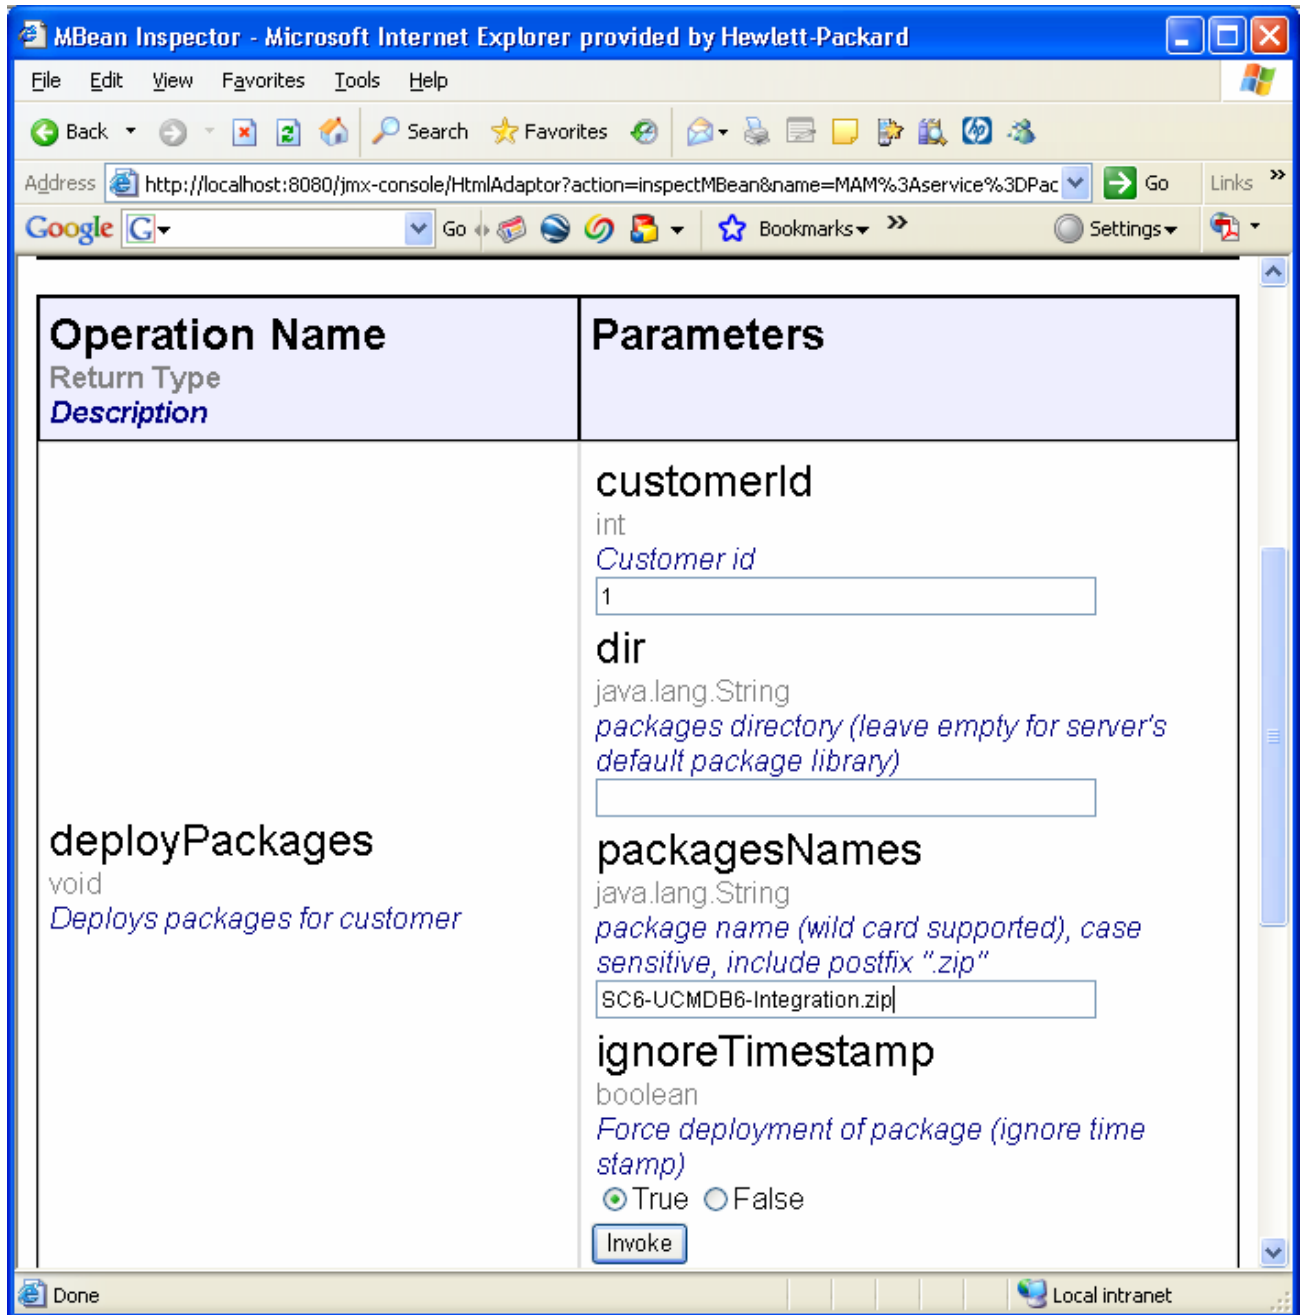 MBean Inspector - Microsoft Internet Explorer provided by Hewlett-Packard
File Edit View Favorites Tools Help
Back Search Favorites
Address http://localhost:8080/jmx-console/HtmlAdaptor?action=inspectMBean&name=MAM%3Aservice%3DPac Go Links »
Google G Go Bookmarks » Settings
Operation Name Parameters
Return Type
Description
customerId
int
Customer id
1
dir
java.lang.String
packages directory (leave empty for server's
default package library)
deployPackages
void
Deploys packages for customer
packagesNames
java.lang.String
package name (wild card supported), case
sensitive, include postfix ".zip"
SC6-UCMDB6-Integration.zip
ignoreTimestamp
boolean
Force deployment of package (ignore time
stamp)
True False
Invoke
Done Local intranet